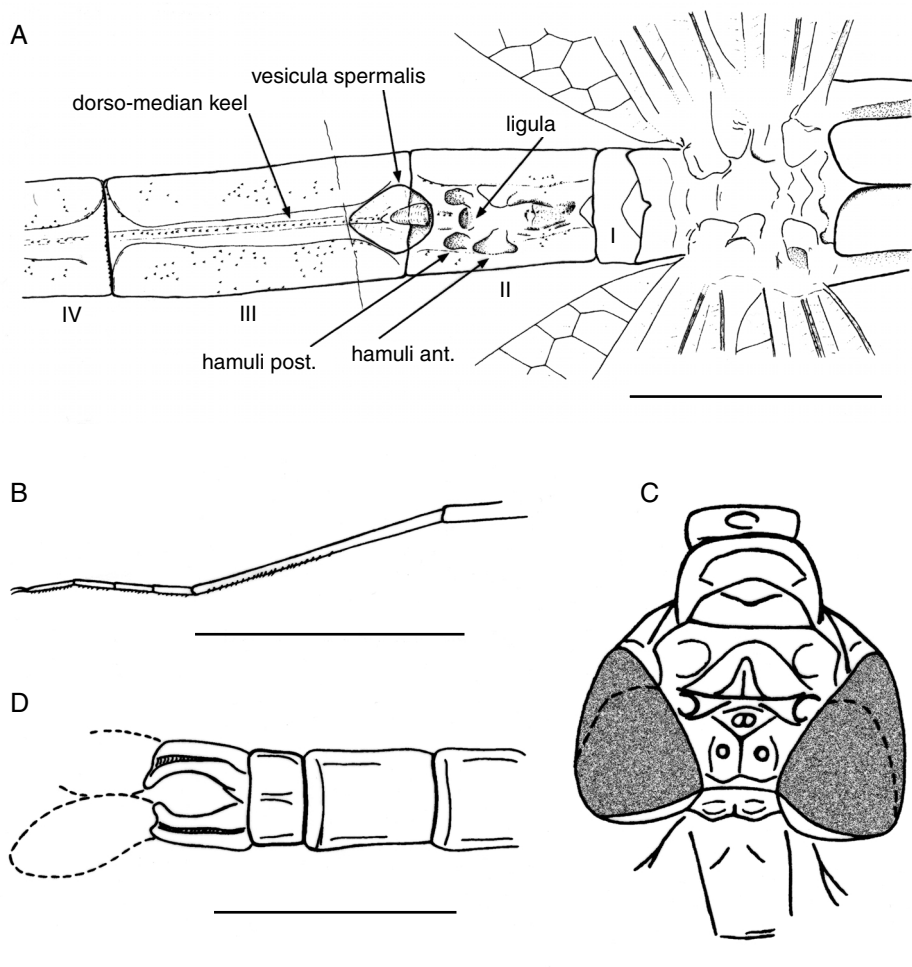 A
vesicula spermalis
dorso-median keel
ligula
I
II
III
IV
hamuli post.
hamuli ant.
B
C
D